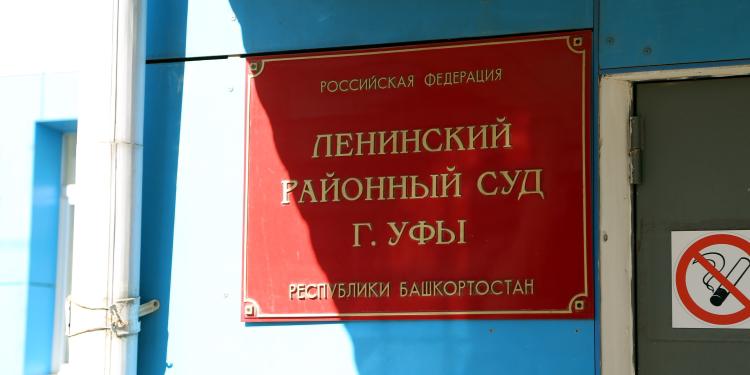 РОССИЙСКАЯ ФЕДЕРАЦИЯ
ЛЕНИНСКИЙ
РАЙОННЫЙ СУД
Г. УФЫ
РЕСПУБЛИКИ БАШКОРТОСТАН